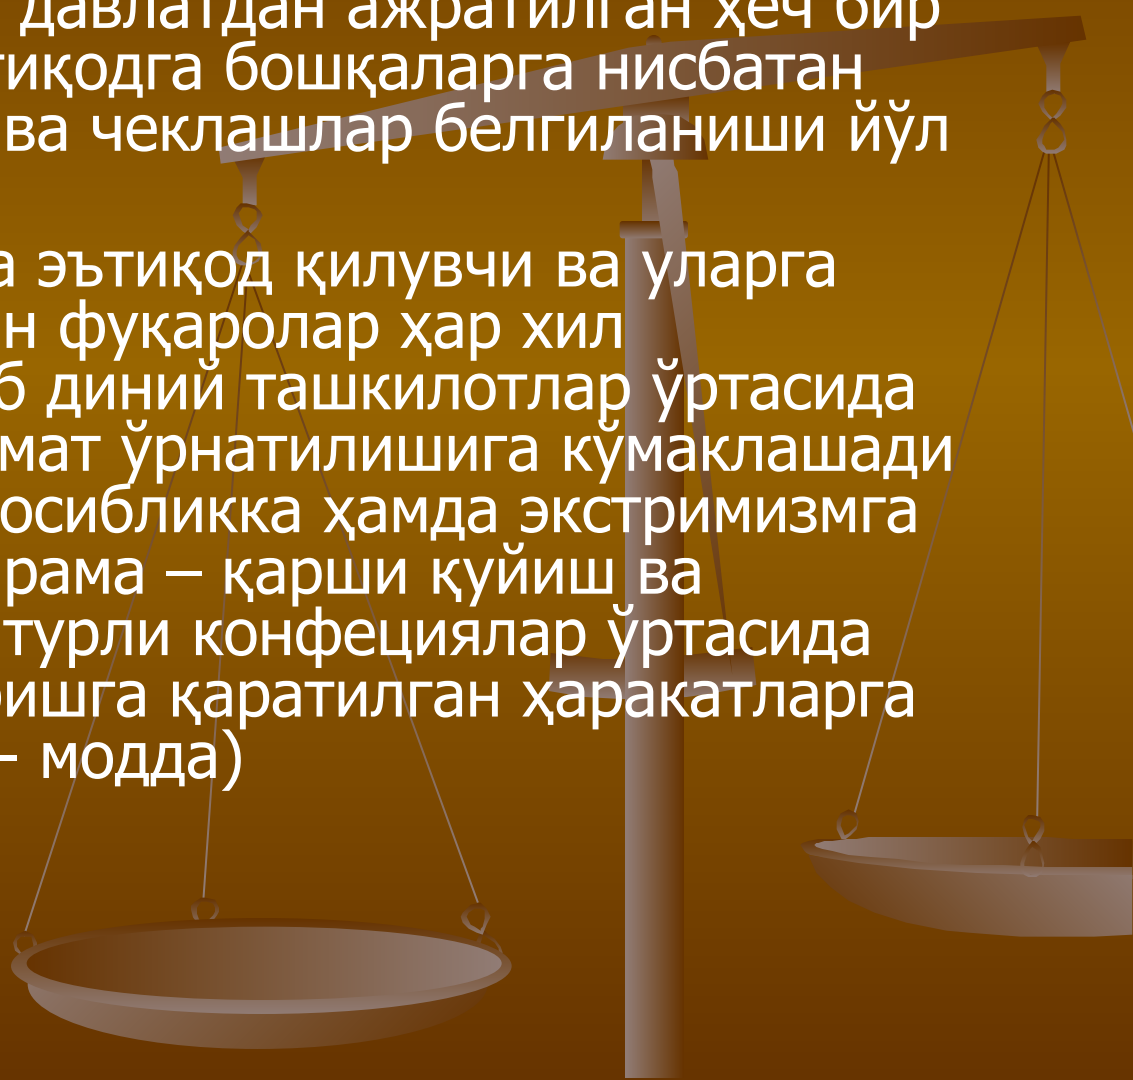 давлатдан ажратилган ҳеч бир
тиқодга бошқаларга нисбатан
ва чеклашлар белгиланиши йўл
а эътиқод қилувчи ва уларга
н фуқаролар ҳар хил
б диний ташкилотлар ўртасида
мат ўрнатилишига кўмаклашади
осибликка ҳамда экстримизмга
рама – қарши қуйиш ва
турли конфециялар ўртасида
ришга қаратилган ҳаракатларга
- модда)